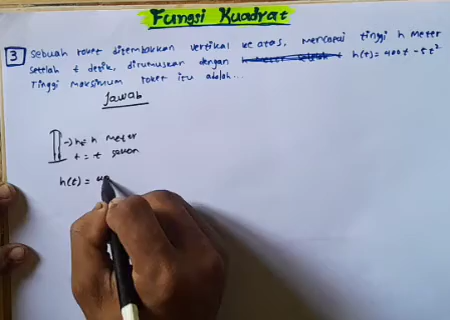 Fungsi Kuadrat
3 Sebuah roket ditembakkan vertikal ke atas, mencapai tinggi h meter
Setelah t detik, dirumuskan dengan h(t) = 400t - 5t²
Tinggi maksimum roket itu adalah...
Jawab
→ h = h meter
t = t sekon
h(t) = 40